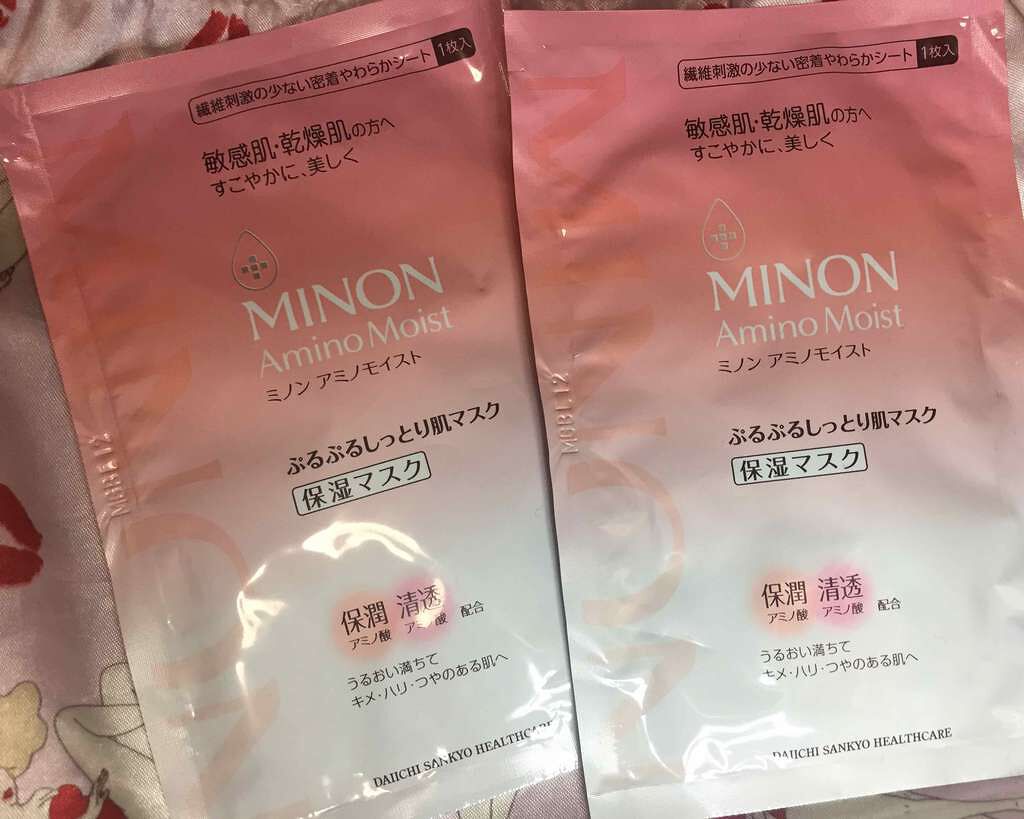 繊維刺激の少ない密着やわらかシート 1枚入
敏感肌・乾燥肌の方へ
すこやかに、美しく
MINON
Amino Moist
ミノン アミノモイスト
ぷるぷるしっとり肌マスク
保湿マスク
保潤 清透
アミノ酸 アミノ酸 配合
うるおい満ちて
キメ・ハリ・つやのある肌へ
DAIICHI SANKYO HEALTHCARE
MINON
繊維刺激の少ない密着やわらかシート 1枚入
敏感肌・乾燥肌の方へ
すこやかに、美しく
MINON
Amino Moist
ミノン アミノモイスト
ぷるぷるしっとり肌マスク
保湿マスク
保潤 清透
アミノ酸 アミノ酸 配合
うるおい満ちて
キメ・ハリ・つやのある肌へ
DAIICHI SANKYO HEALTHCARE
MINON